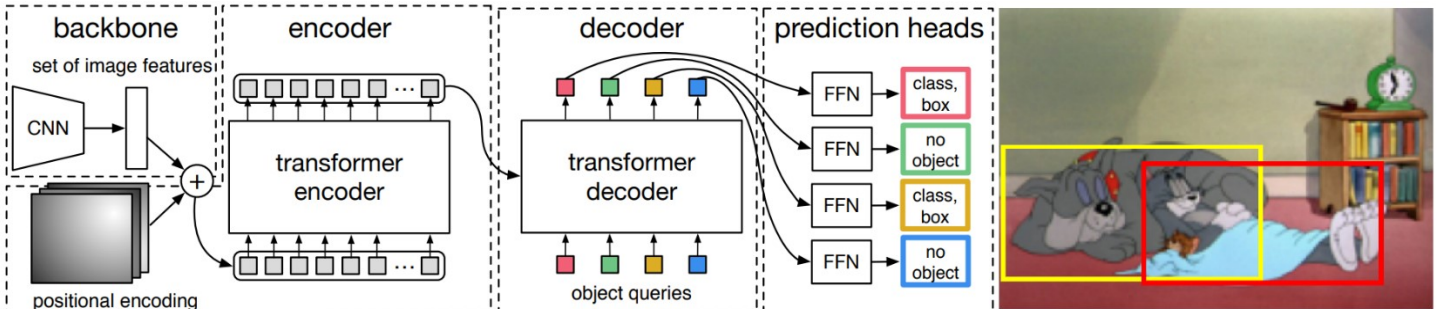 backbone
set of image features
CNN
+
positional encoding
encoder
...
transformer
encoder
...
decoder
transformer
decoder
object queries
prediction heads
FFN
class,
box
FFN
no
object
FFN
class,
box
FFN
no
object